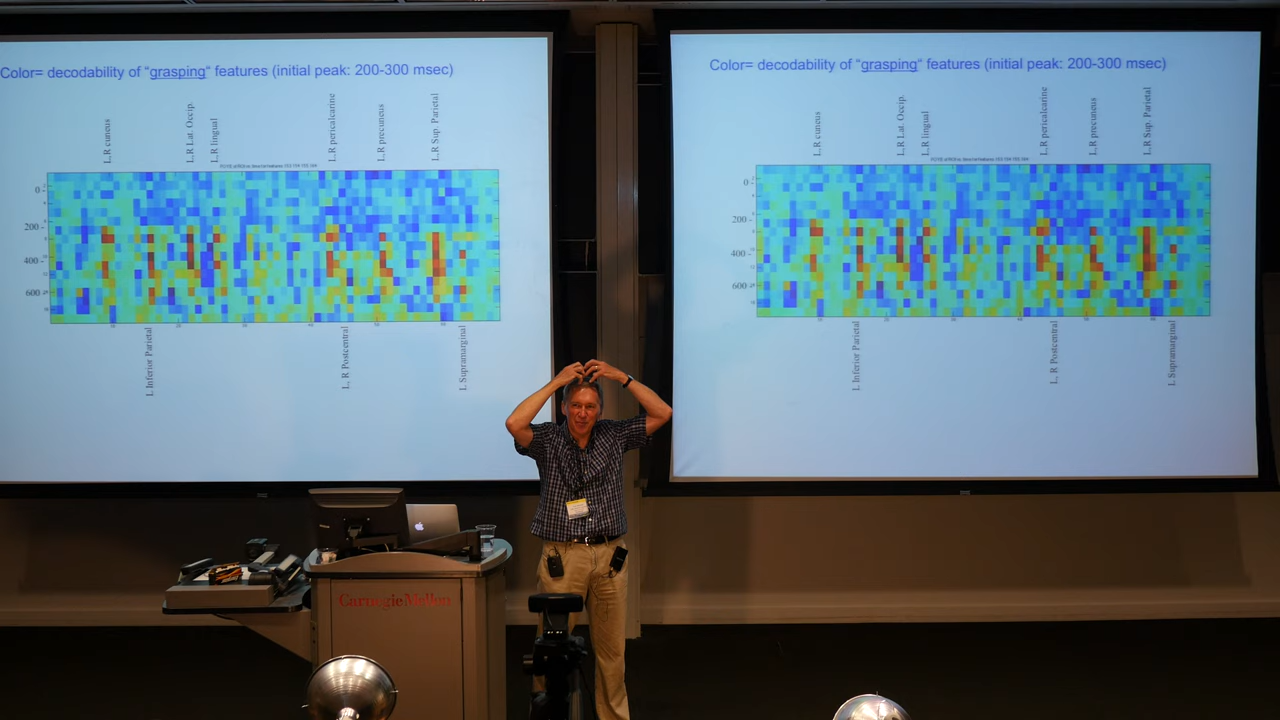 Color= decodability of "grasping" features (initial peak: 200-300 msec)
L,R cuneus
L,R Lat. Occip.
L,R lingual
L,R pericalcarine
L,R precuneus
L,R Sup. Parietal
0
200
400
600
L Inferior Parietal
L, R Postcentral
L Supramarginal
Color= decodability of "grasping" features (initial peak: 200-300 msec)
L,R cuneus
L,R Lat. Occip.
L,R lingual
L,R pericalcarine
L,R precuneus
L,R Sup. Parietal
0
200
400
600
L Inferior Parietal
L, R Postcentral
L Supramarginal
Carnegie Mellon